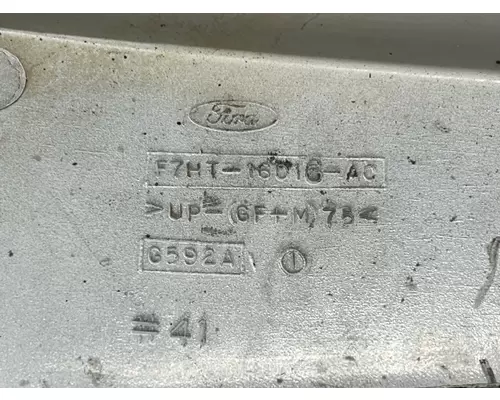 Ford
F7HT-16016-AC
>UP-(GF+M)75<
G592A ①
#41